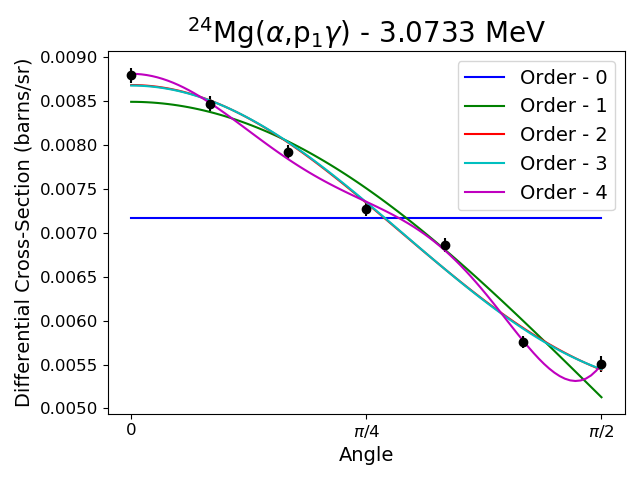 ²⁴Mg(α,p₁γ) - 3.0733 MeV
Differential Cross-Section (barns/sr)
0.0090
0.0085
0.0080
0.0075
0.0070
0.0065
0.0060
0.0055
0.0050
Order - 0
Order - 1
Order - 2
Order - 3
Order - 4
0 π/4 π/2
Angle